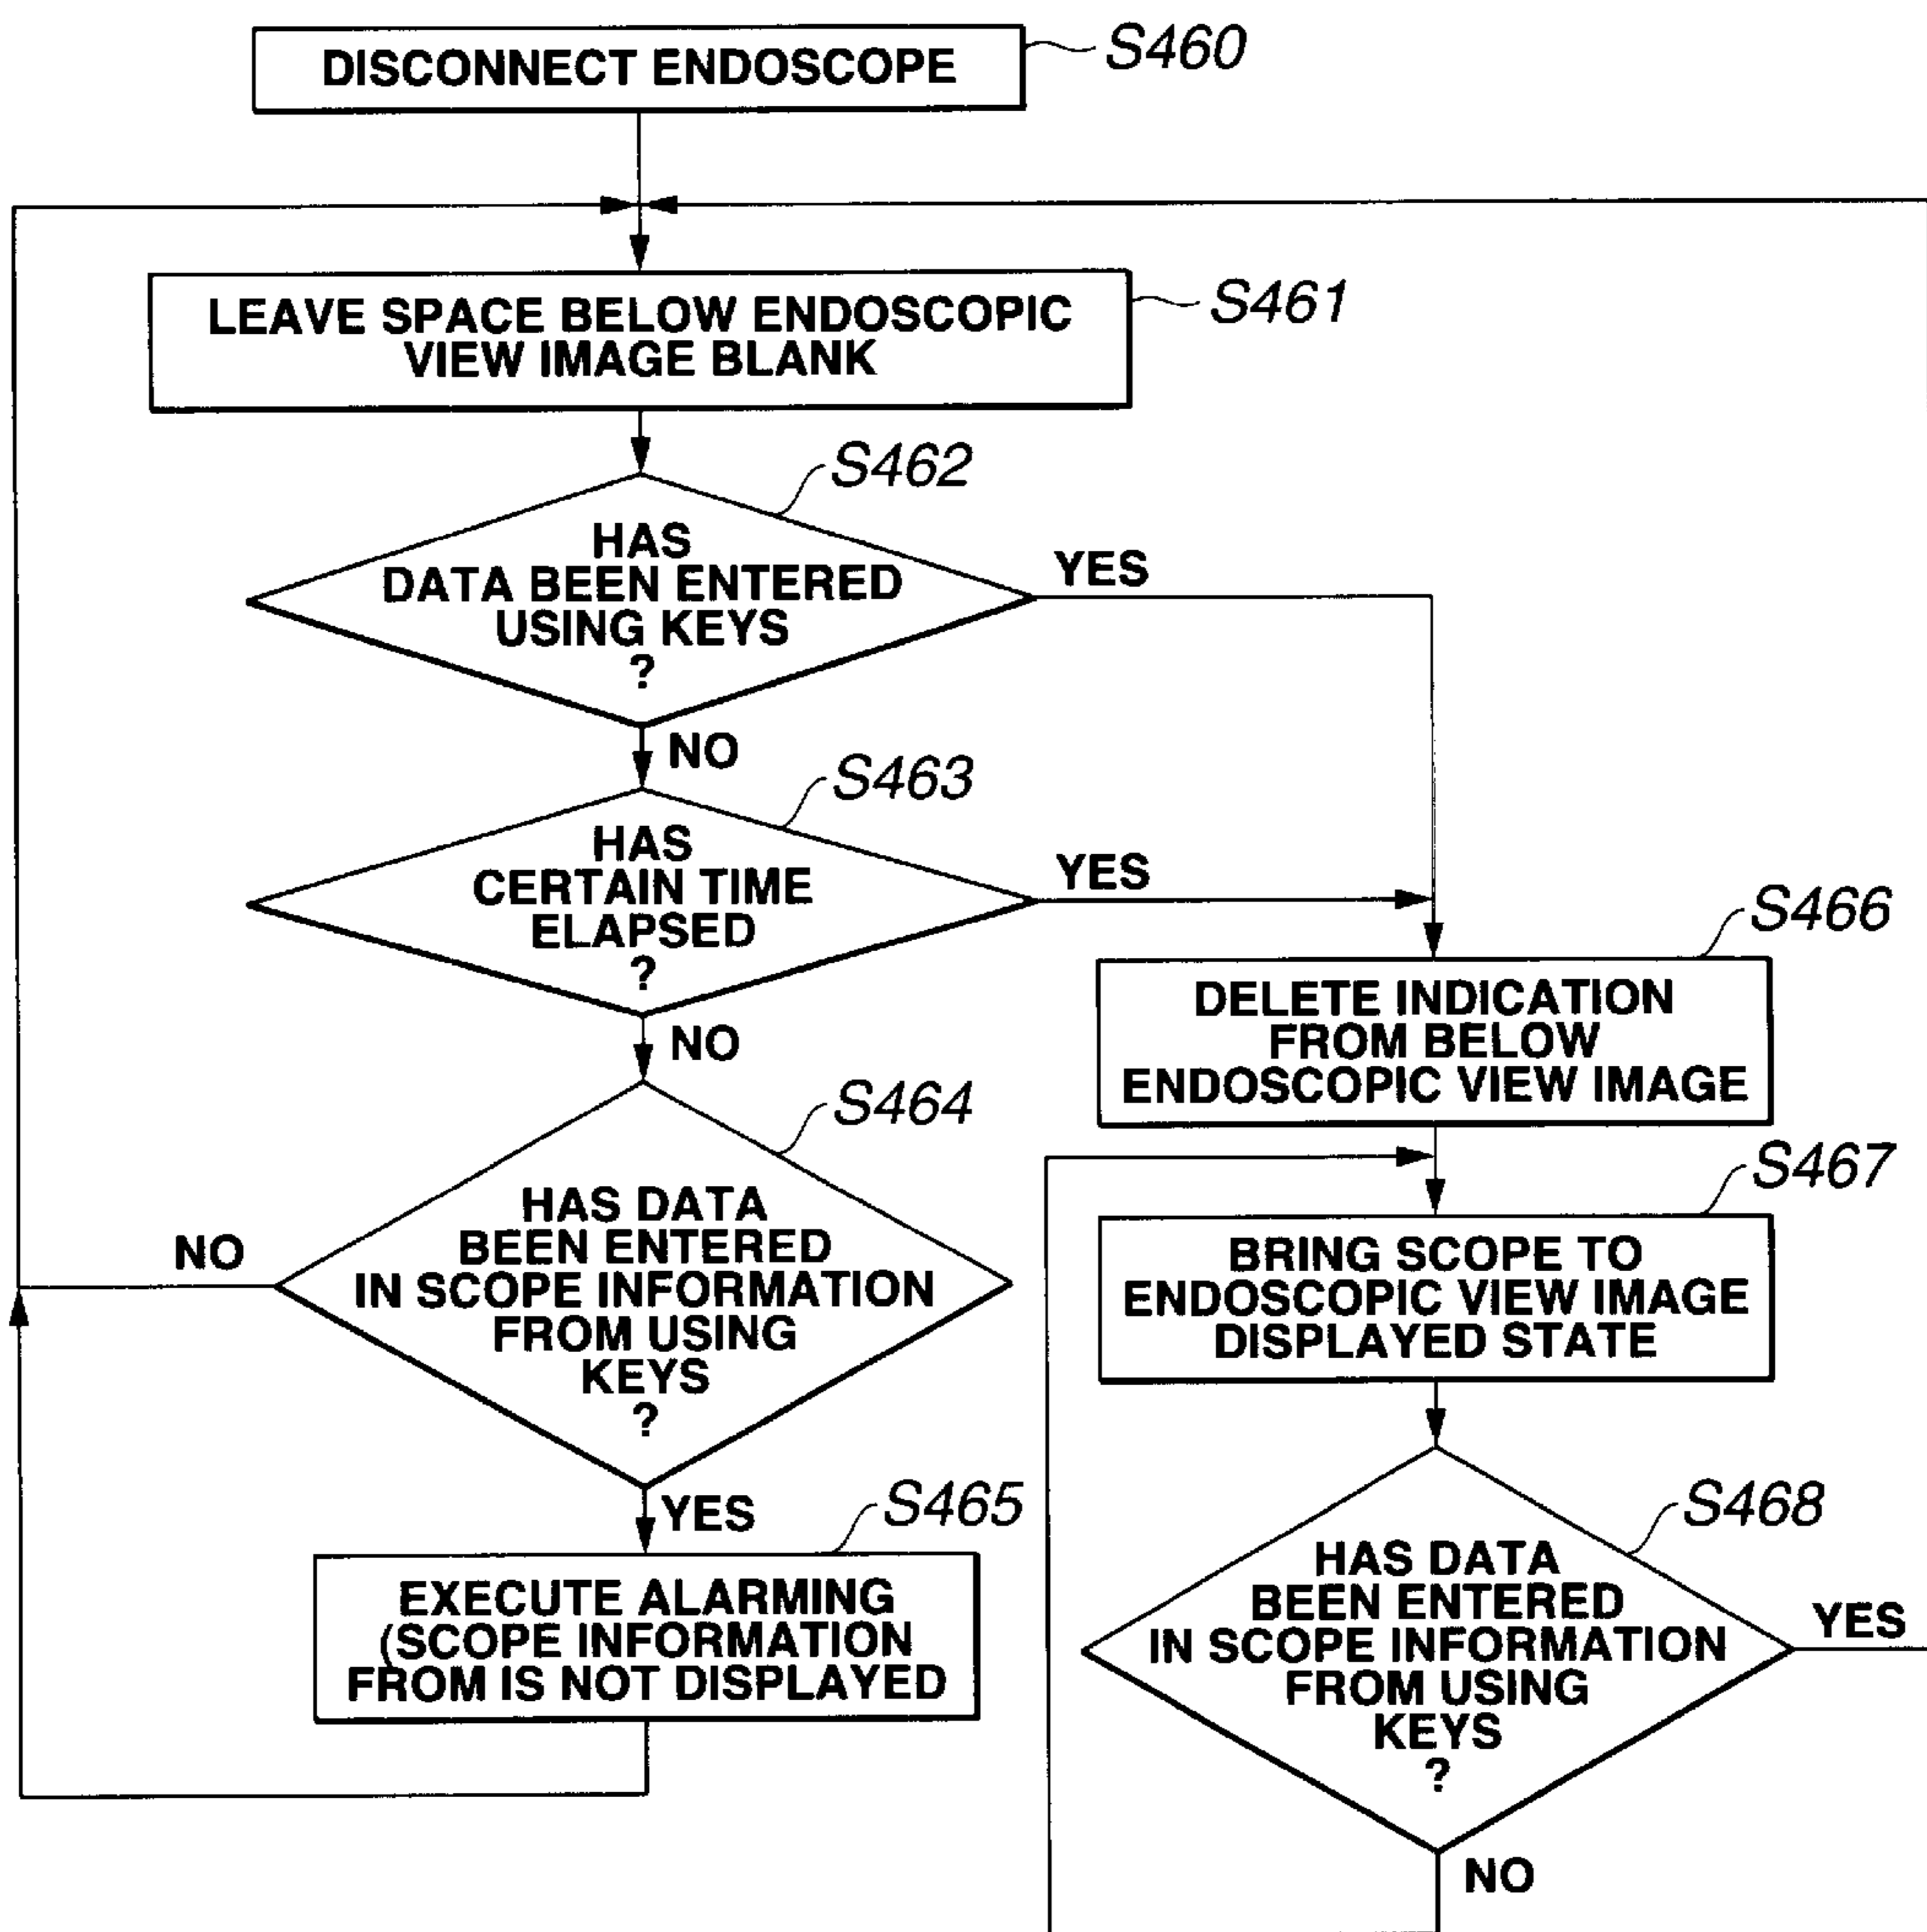 DISCONNECT ENDOSCOPE
S460
LEAVE SPACE BELOW ENDOSCOPIC
VIEW IMAGE BLANK
S461
S462
HAS
DATA BEEN ENTERED
USING KEYS
?
YES
NO
S463
HAS
CERTAIN TIME
ELAPSED
?
YES
NO
S464
HAS DATA
BEEN ENTERED
IN SCOPE INFORMATION
FROM USING
KEYS
?
NO
YES
S465
EXECUTE ALARMING
(SCOPE INFORMATION
FROM IS NOT DISPLAYED
S466
DELETE INDICATION
FROM BELOW
ENDOSCOPIC VIEW IMAGE
S467
BRING SCOPE TO
ENDOSCOPIC VIEW IMAGE
DISPLAYED STATE
S468
HAS DATA
BEEN ENTERED
IN SCOPE INFORMATION
FROM USING
KEYS
?
YES
NO